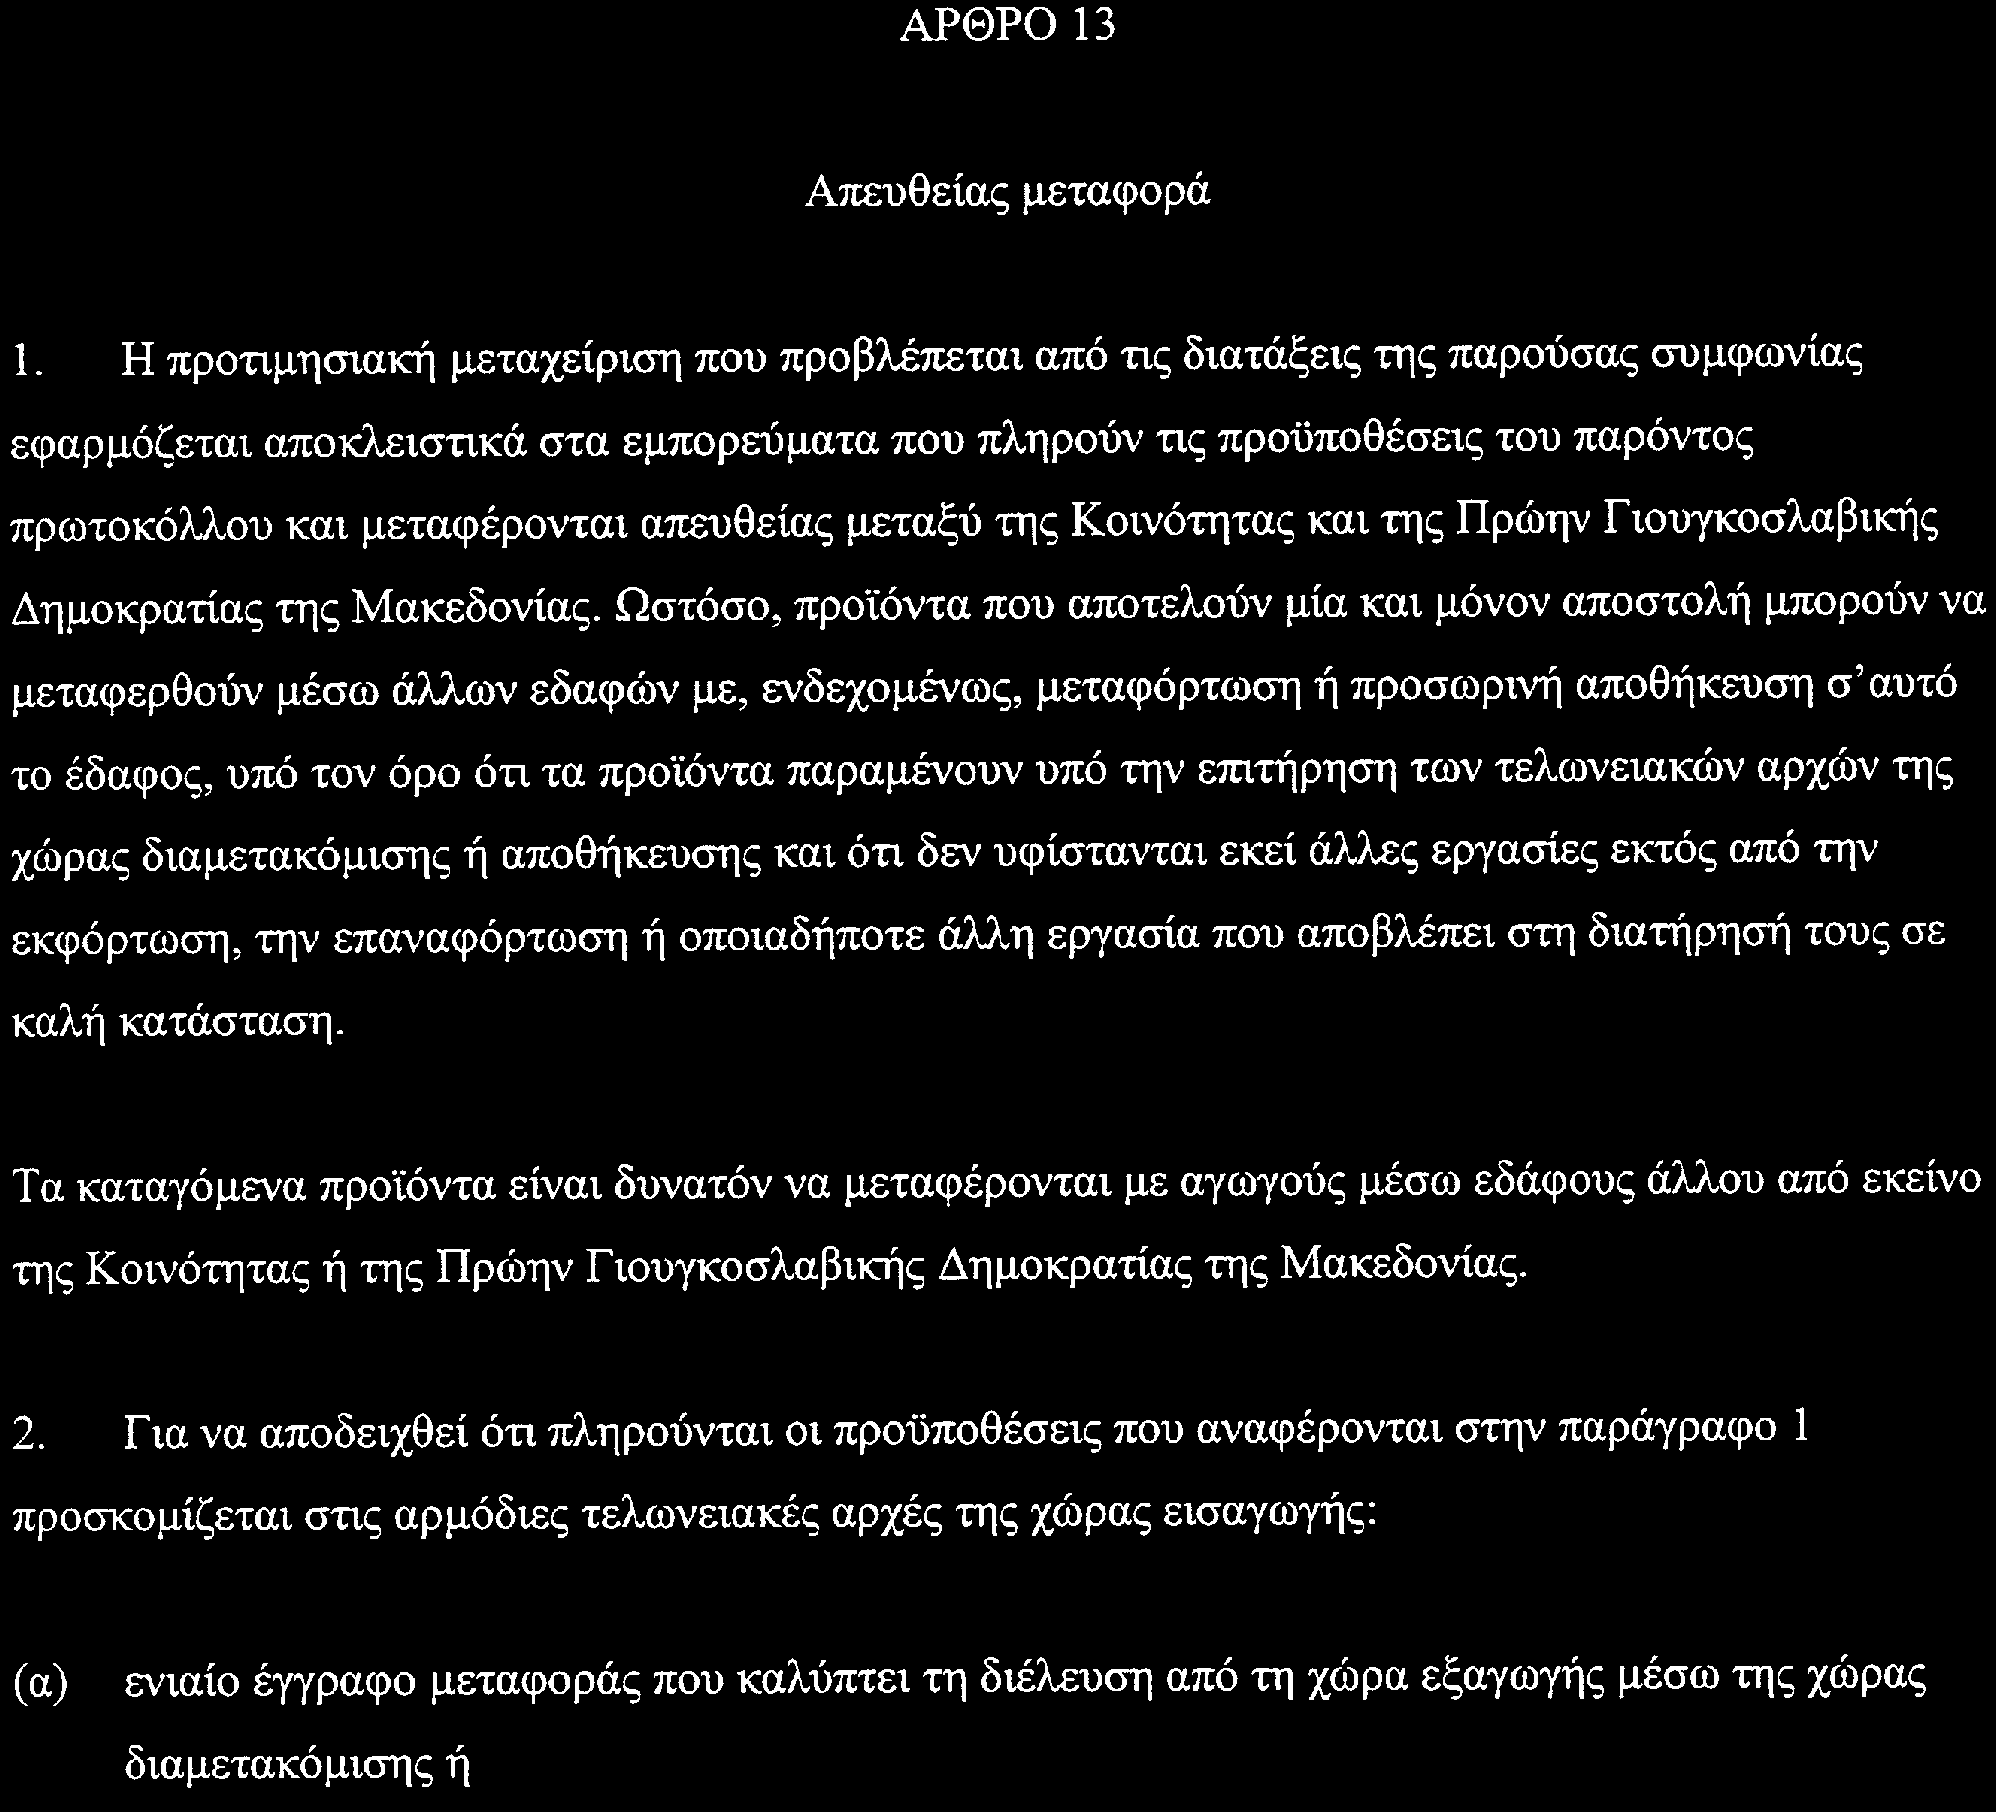 ΑΡΘΡΟ 13
Απευθείας μεταφορά
1. Η προτιμησιακή μεταχείριση που προβλέπεται από τις διατάξεις της παρούσας συμφωνίας
εφαρμόζεται αποκλειστικά στα εμπορεύματα που πληρούν τις προϋποθέσεις του παρόντος
πρωτοκόλλου και μεταφέρονται απευθείας μεταξύ της Κοινότητας και της Πρώην Γιουγκοσλαβικής
Δημοκρατίας της Μακεδονίας. Ωστόσο, προϊόντα που αποτελούν μία και μόνον αποστολή μπορούν να
μεταφερθούν μέσω άλλων εδαφών με, ενδεχομένως, μεταφόρτωση ή προσωρινή αποθήκευση σ’αυτό
το έδαφος, υπό τον όρο ότι τα προϊόντα παραμένουν υπό την επιτήρηση των τελωνειακών αρχών της
χώρας διαμετακόμισης ή αποθήκευσης και ότι δεν υφίστανται εκεί άλλες εργασίες εκτός από την
εκφόρτωση, την επαναφόρτωση ή οποιαδήποτε άλλη εργασία που αποβλέπει στη διατήρησή τους σε
καλή κατάσταση.
Τα καταγόμενα προϊόντα είναι δυνατόν να μεταφέρονται με αγωγούς μέσω εδάφους άλλου από εκείνο
της Κοινότητας ή της Πρώην Γιουγκοσλαβικής Δημοκρατίας της Μακεδονίας.
2. Για να αποδειχθεί ότι πληρούνται οι προϋποθέσεις που αναφέρονται στην παράγραφο 1
προσκομίζεται στις αρμόδιες τελωνειακές αρχές της χώρας εισαγωγής:
(α) ενιαίο έγγραφο μεταφοράς που καλύπτει τη διέλευση από τη χώρα εξαγωγής μέσω της χώρας
διαμετακόμισης ή